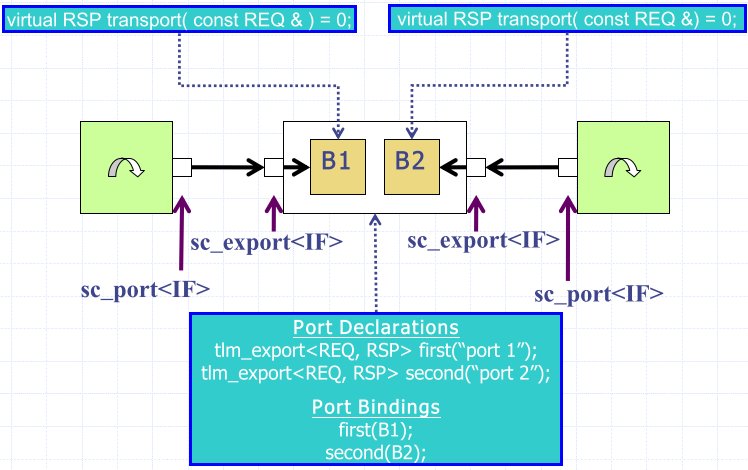 virtual RSP transport( const REQ & ) = 0;
virtual RSP transport( const REQ &) = 0;
B1
B2
sc_export<IF>
sc_export<IF>
sc_port<IF>
sc_port<IF>
Port Declarations
tlm_export<REQ, RSP> first(“port 1”);
tlm_export<REQ, RSP> second(“port 2”);
Port Bindings
first(B1);
second(B2);